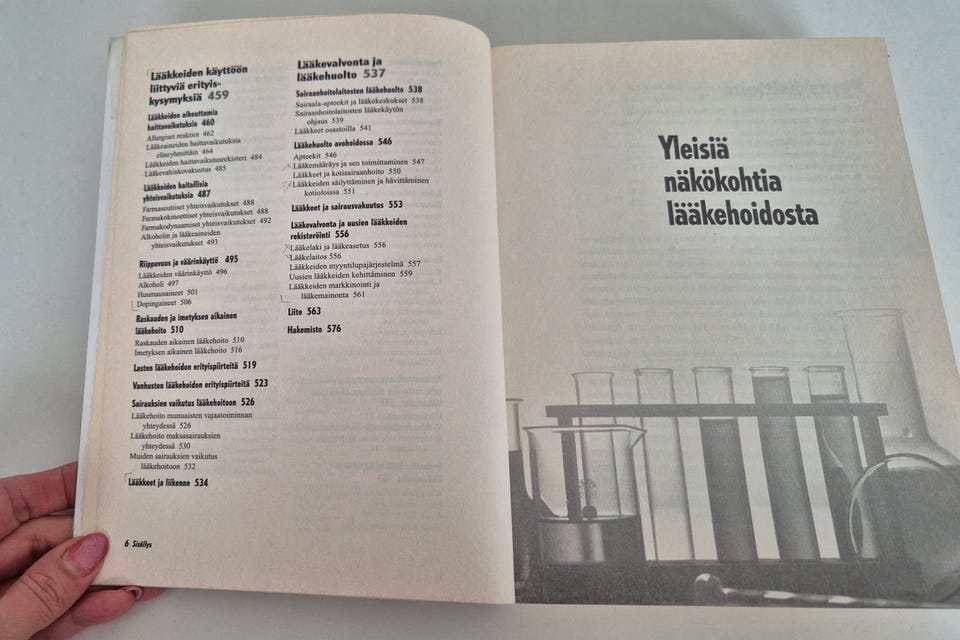 Lääkkeiden käyttöön
liittyviä erityis-
kysymyksiä 459
Lääkkeiden aiheuttamia
haittavaikutuksia 460
Allergiset reaktiot 462
Lääkeaineiden haittavaikutuksia
elinryhmittäin 464
Lääkkeiden haittavaikutusrekisteri 484
Lääkevahinkovakuutus 485
Lääkkeiden haitallisia
yhteisvaikutuksia 487
Farmaseuttiset yhteisvaikutukset 488
Farmakokineettiset yhteisvaikutukset 488
Farmakodynaamiset yhteisvaikutukset 492
Alkoholin ja lääkeaineiden
yhteisvaikutukset 493
Riippuvuus ja väärinkäyttö 495
Lääkkeiden väärinkäyttö 496
Alkoholi 497
Huumausaineet 501
Dopingaineet 506
Raskauden ja imetyksen aikainen
lääkehoito 510
Raskauden aikainen lääkehoito 510
Imetyksen aikainen lääkehoito 516
Lasten lääkehoidon erityispiirteitä 519
Vanhusten lääkehoidon erityispiirteitä 523
Sairauksien vaikutus lääkehoitoon 526
Lääkehoito munuaisten vajaatoiminnan
yhteydessä 526
Lääkehoito maksasairauksien
yhteydessä 530
Muiden sairauksien vaikutus
lääkehoitoon 532
Lääkkeet ja liikenne 534
6 Sisällys
Lääkevalvonta ja
lääkehuolto 537
Sairaanhoitolaitosten lääkehuolto 538
Sairaala-apteekit ja lääkekeskukset 538
Sairaanhoitolaitosten lääkekäytön
ohjaus 539
Lääkkeet osastoilla 541
Lääkehuolto avohoidossa 546
Apteekit 546
Lääkemääräys ja sen toimittaminen 547
Lääkkeet ja kotisairaanhoito 550
Lääkkeiden säilyttäminen ja hävittäminen
kotioloissa 551
Lääkkeet ja sairausvakuutus 553
Lääkevalvonta ja uusien lääkkeiden
rekisteröinti 556
Lääkelaki ja lääkeasetus 556
Lääkelaitos 556
Lääkkeiden myyntilupajärjestelmä 557
Uusien lääkkeiden kehittäminen 559
Lääkkeiden markkinointi ja
lääkemainonta 561
Liite 563
Hakemisto 576
Yleisiä
näkökohtia
lääkehoidosta